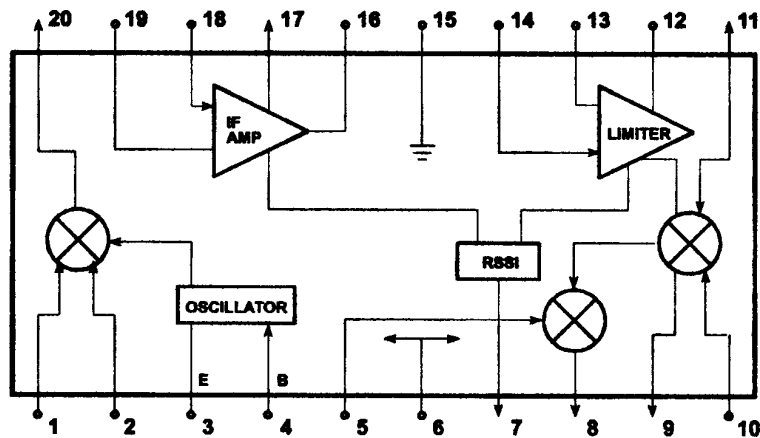 20 19 18 17 16 15 14 13 12 11
IF
AMP
LIMITER
RSSI
OSCILLATOR
E B
1 2 3 4 5 6 7 8 9 10